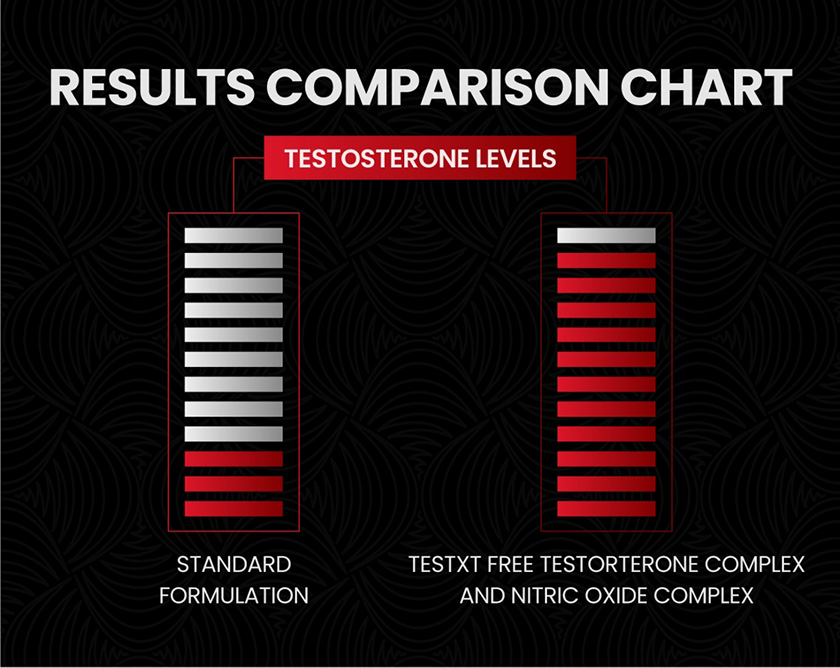 RESULTS COMPARISON CHART
TESTOSTERONE LEVELS
STANDARD
FORMULATION
TESTXT FREE TESTORTERONE COMPLEX
AND NITRIC OXIDE COMPLEX